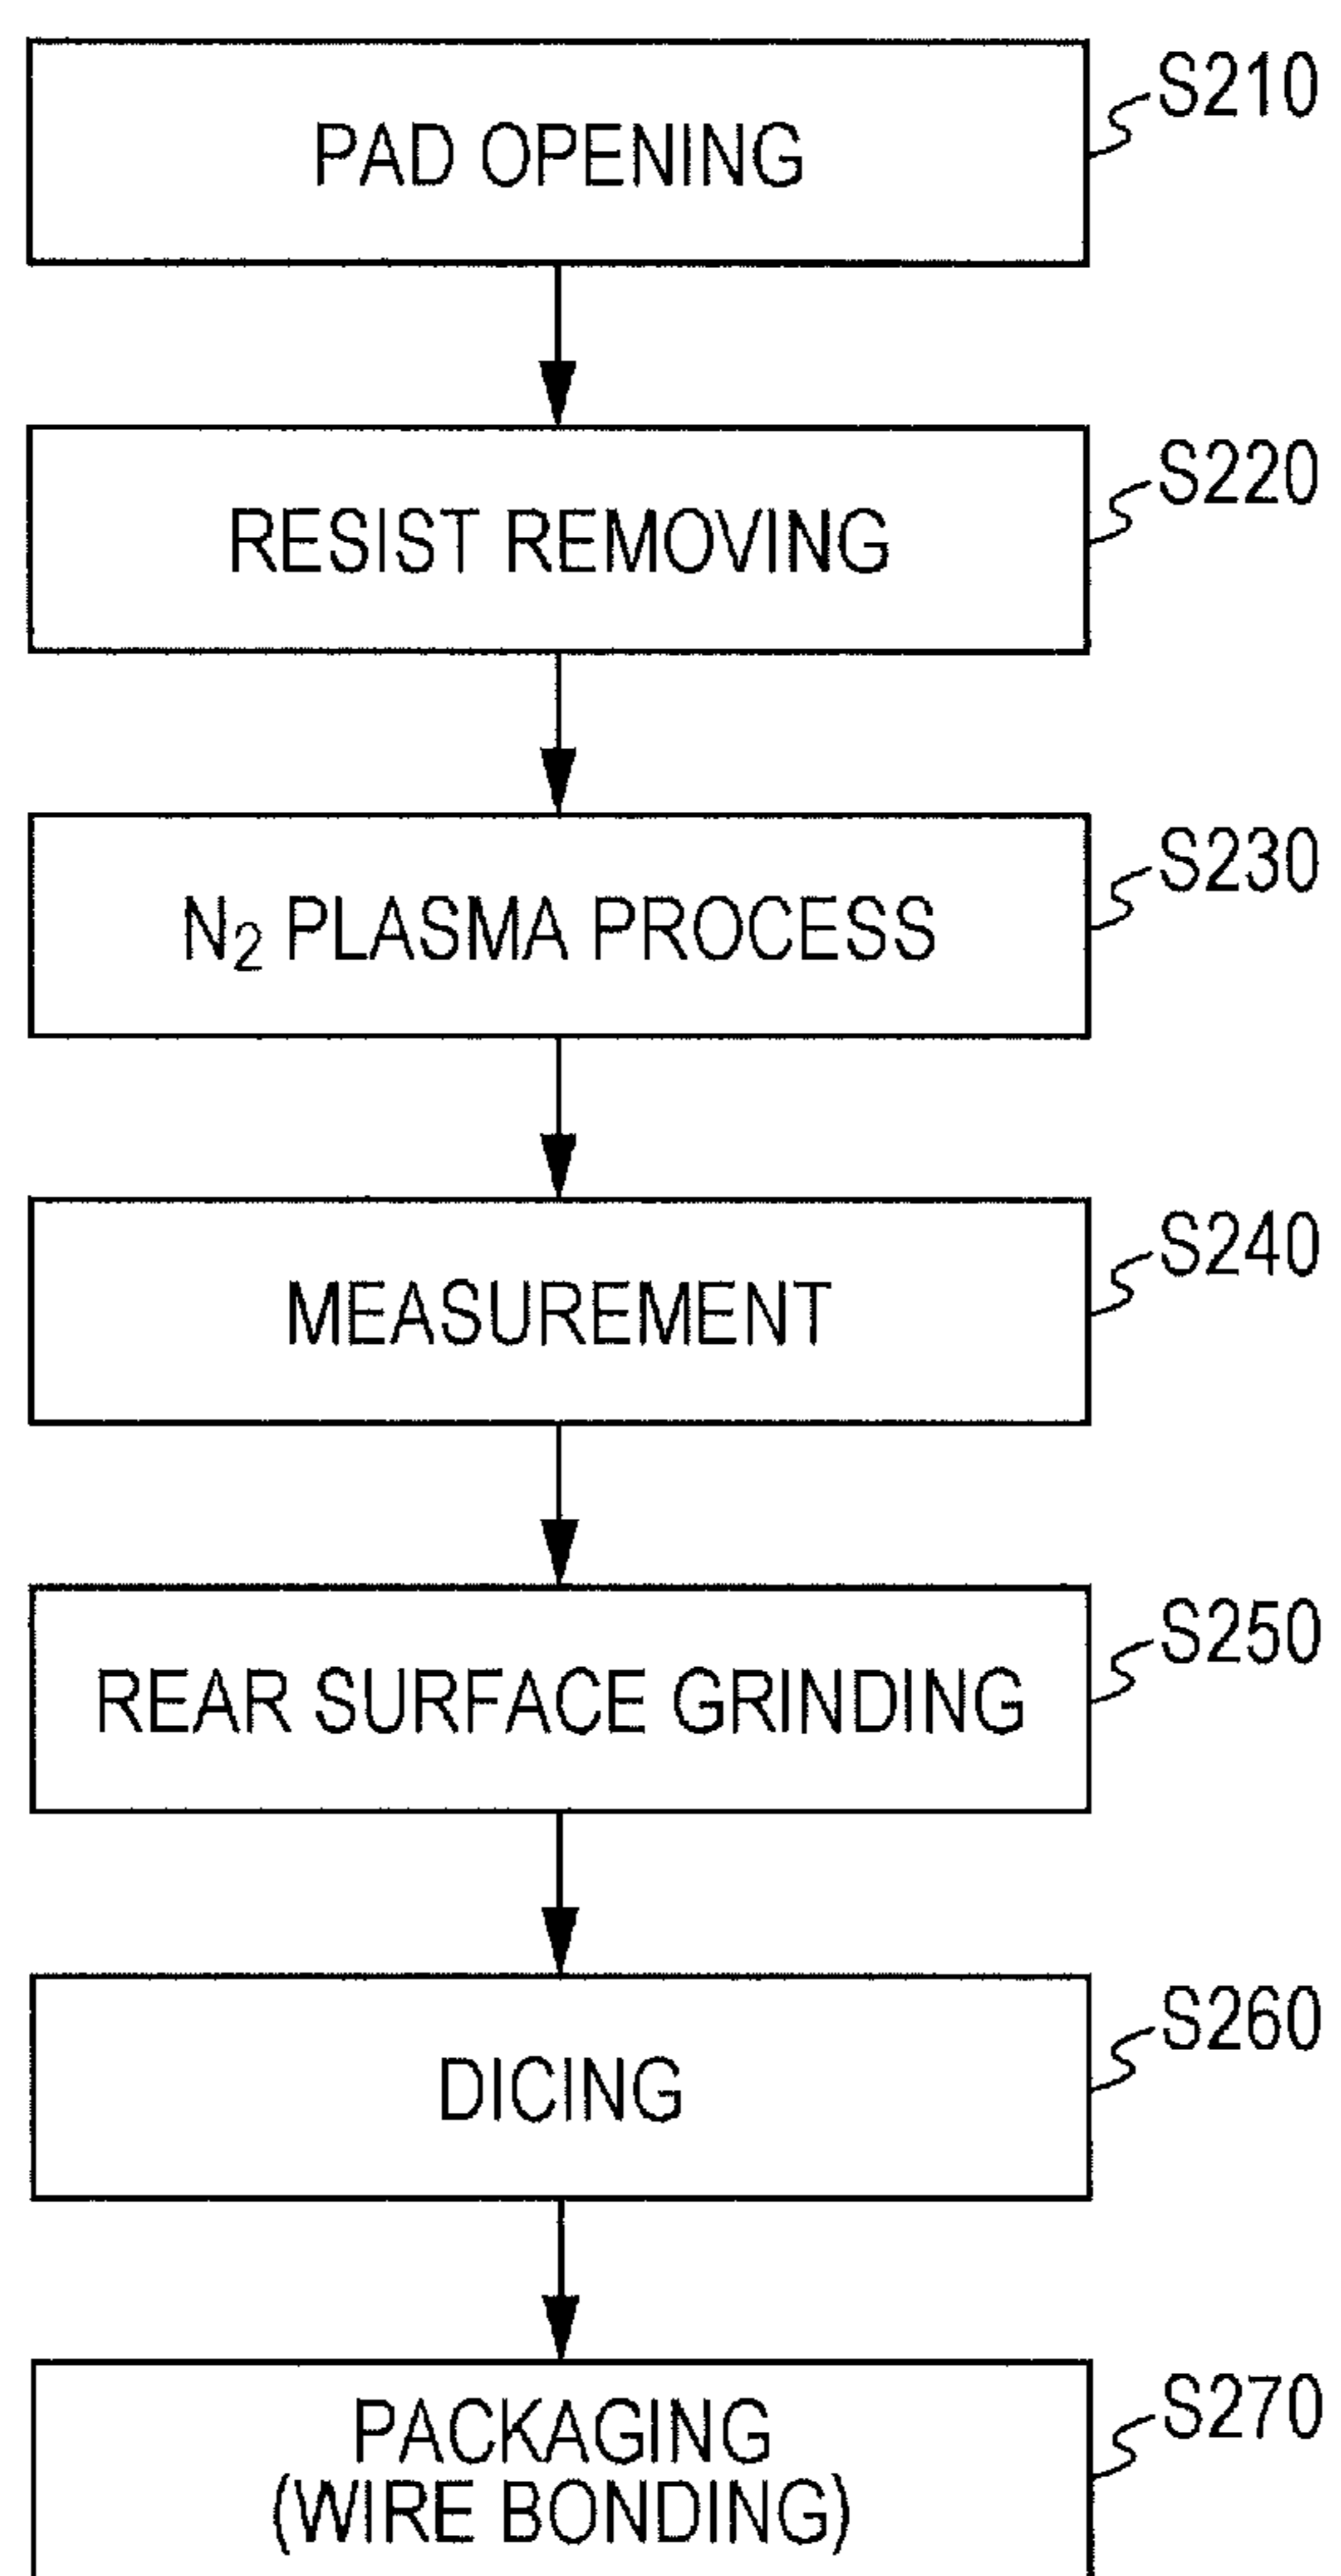 PAD OPENING
S210
RESIST REMOVING
S220
N₂ PLASMA PROCESS
S230
MEASUREMENT
S240
REAR SURFACE GRINDING
S250
DICING
S260
PACKAGING
(WIRE BONDING)
S270